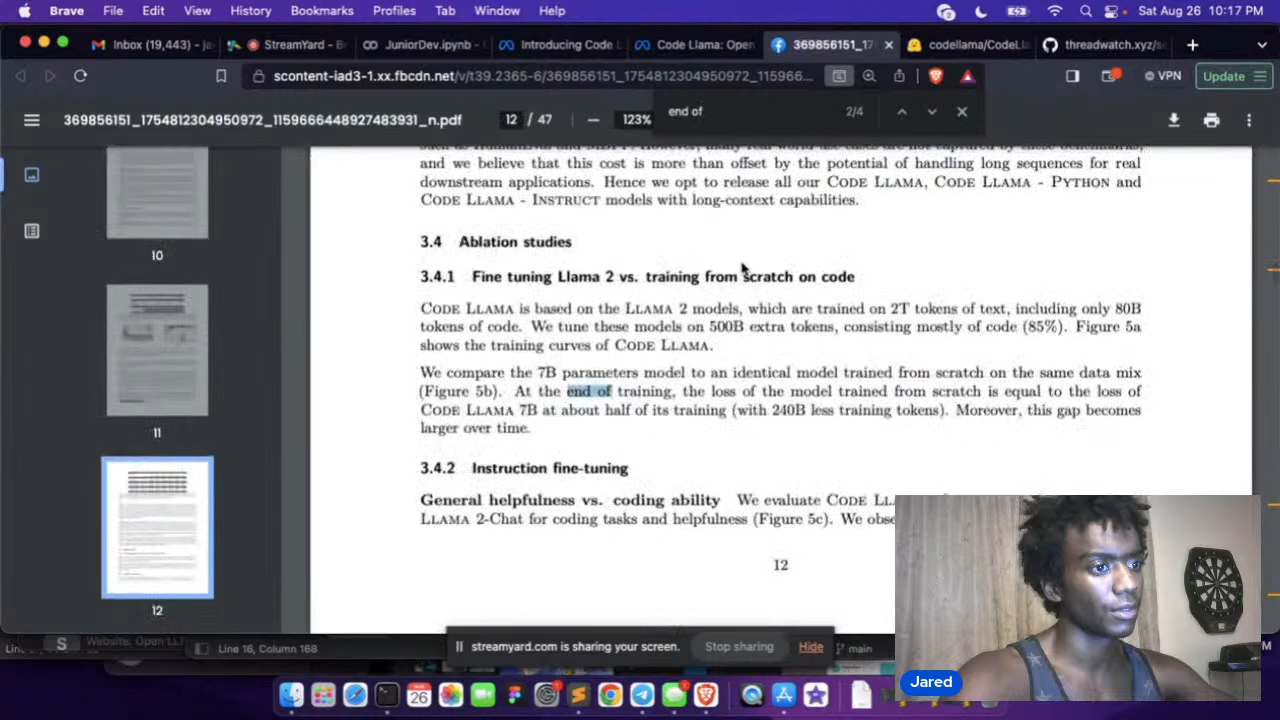 Brave File Edit View History Bookmarks Profiles Tab Window Help
Sat Aug 26 10:17 PM
Inbox (19,443) - ja
StreamYard - B
JuniorDev.ipynb -
Introducing Code L
Code Llama: Open
369856151_17
codellama/CodeLl
threadwatch.xyz/s
scontent-iad3-1.xx.fbcdn.net/v/t39.2365-6/369856151_1754812304950972_115966...
VPN
Update
end of
2/4
369856151_1754812304950972_1159666448927483931_n.pdf
12 / 47
123%
10
11
12
and we believe that this cost is more than offset by the potential of handling long sequences for real
downstream applications. Hence we opt to release all our CODE LLAMA, CODE LLAMA - PYTHON and
CODE LLAMA - INSTRUCT models with long-context capabilities.
3.4 Ablation studies
3.4.1 Fine tuning Llama 2 vs. training from scratch on code
CODE LLAMA is based on the LLAMA 2 models, which are trained on 2T tokens of text, including only 80B
tokens of code. We tune these models on 500B extra tokens, consisting mostly of code (85%). Figure 5a
shows the training curves of CODE LLAMA.
We compare the 7B parameters model to an identical model trained from scratch on the same data mix
(Figure 5b). At the end of training, the loss of the model trained from scratch is equal to the loss of
CODE LLAMA 7B at about half of its training (with 240B less training tokens). Moreover, this gap becomes
larger over time.
3.4.2 Instruction fine-tuning
General helpfulness vs. coding ability We evaluate CODE
LLAMA 2-Chat for coding tasks and helpfulness (Figure 5c). We obse
12
S
Website: Open
Line 16, Column 168
streamyard.com is sharing your screen.
Stop sharing
Hide
main
AUG
26
Jared